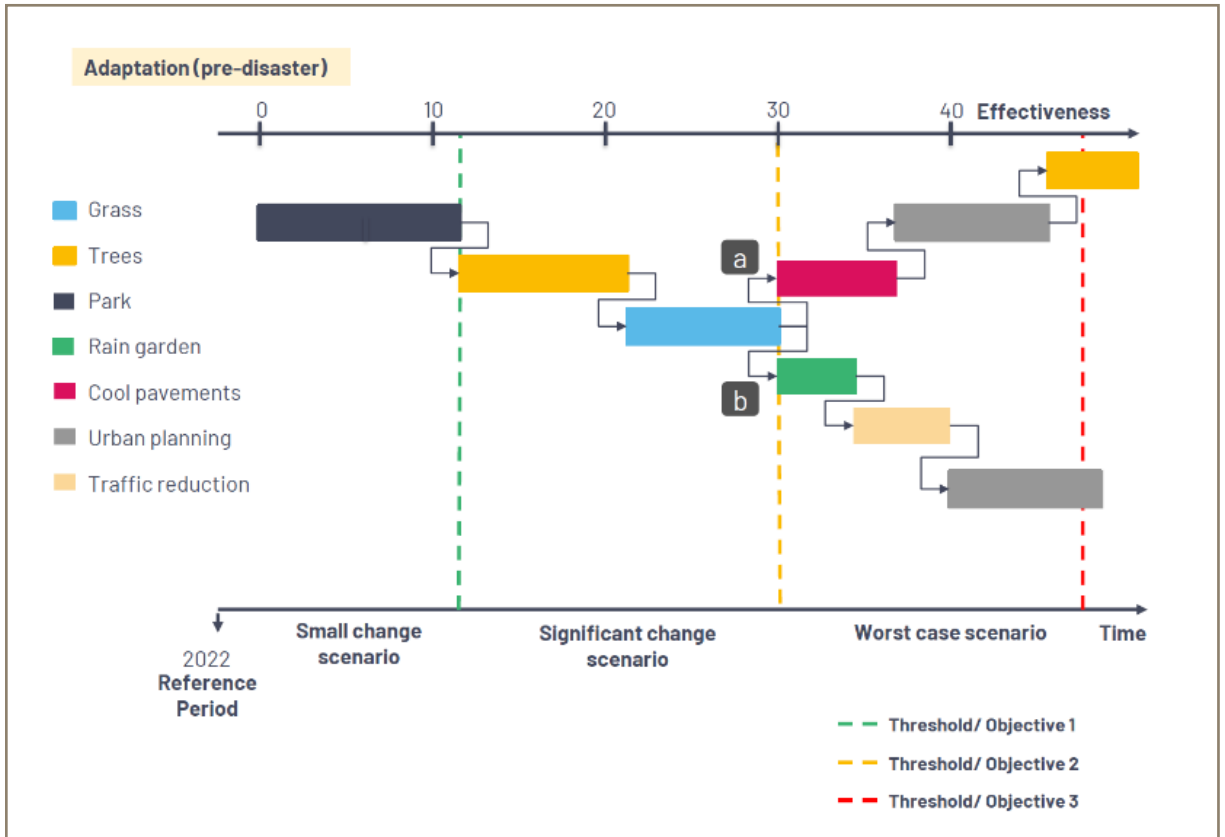 Adaptation (pre-disaster)
0 10 20 30 40 Effectiveness
Grass
Trees
Park
Rain garden
Cool pavements
Urban planning
Traffic reduction
a
b
Small change
scenario
Significant change
scenario
Worst case scenario
Time
2022
Reference
Period
Threshold/ Objective 1
Threshold/ Objective 2
Threshold/ Objective 3